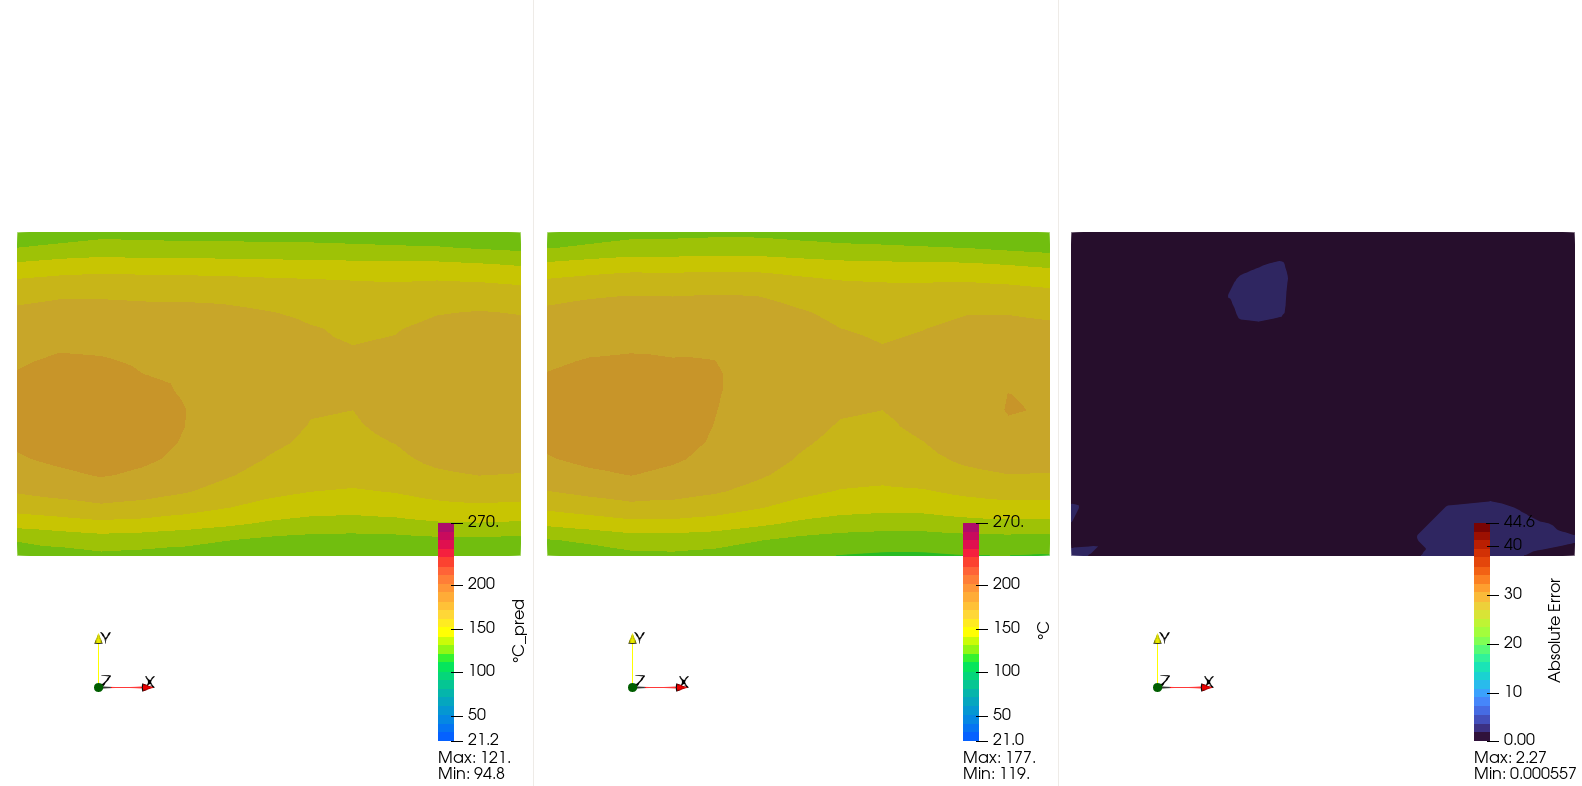 270.
200
150
100
50
21.2
°C_pred
Max: 121.
Min: 94.8
Y
Z
X
270.
200
150
100
50
21.0
°C
Max: 177.
Min: 119.
Y
Z
X
44.6
40
30
20
10
0.00
Absolute Error
Max: 2.27
Min: 0.000557
Y
Z
X